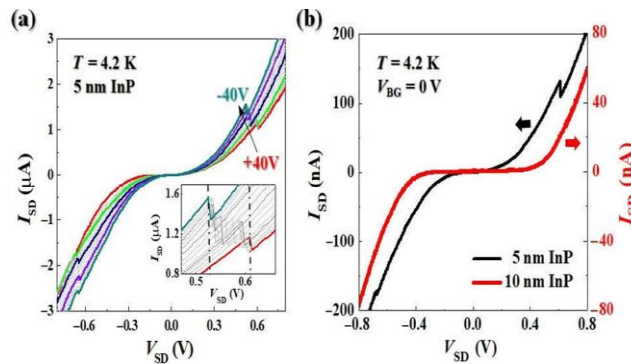 (a)
T = 4.2 K
5 nm InP
-40V
+40V
I_SD (μA)
3
2
1
0
-1
-2
-3
-0.6 -0.3 0.0 0.3 0.6
V_SD (V)
I_SD (μA)
1.6
1.2
0.9
0.5 0.6
V_SD (V)
(b)
T = 4.2 K
V_BG = 0 V
I_SD (nA)
200
100
0
-100
-200
-0.8 -0.4 0.0 0.4 0.8
V_SD (V)
80
40
0
-40
-80
I_SD (nA)
5 nm InP
10 nm InP